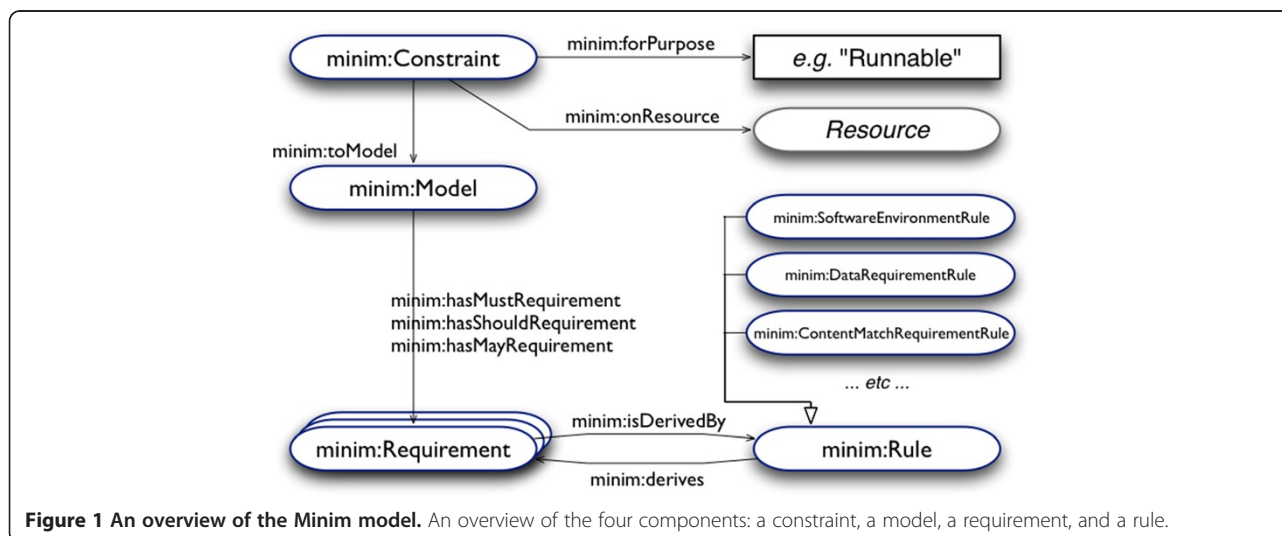 minim:Constraint
minim:forPurpose
e.g. "Runnable"
minim:onResource
Resource
minim:toModel
minim:Model
minim:SoftwareEnvironmentRule
minim:DataRequirementRule
minim:ContentMatchRequirementRule
... etc ...
minim:hasMustRequirement
minim:hasShouldRequirement
minim:hasMayRequirement
minim:Requirement
minim:isDerivedBy
minim:derives
minim:Rule
Figure 1 An overview of the Minim model. An overview of the four components: a constraint, a model, a requirement, and a rule.